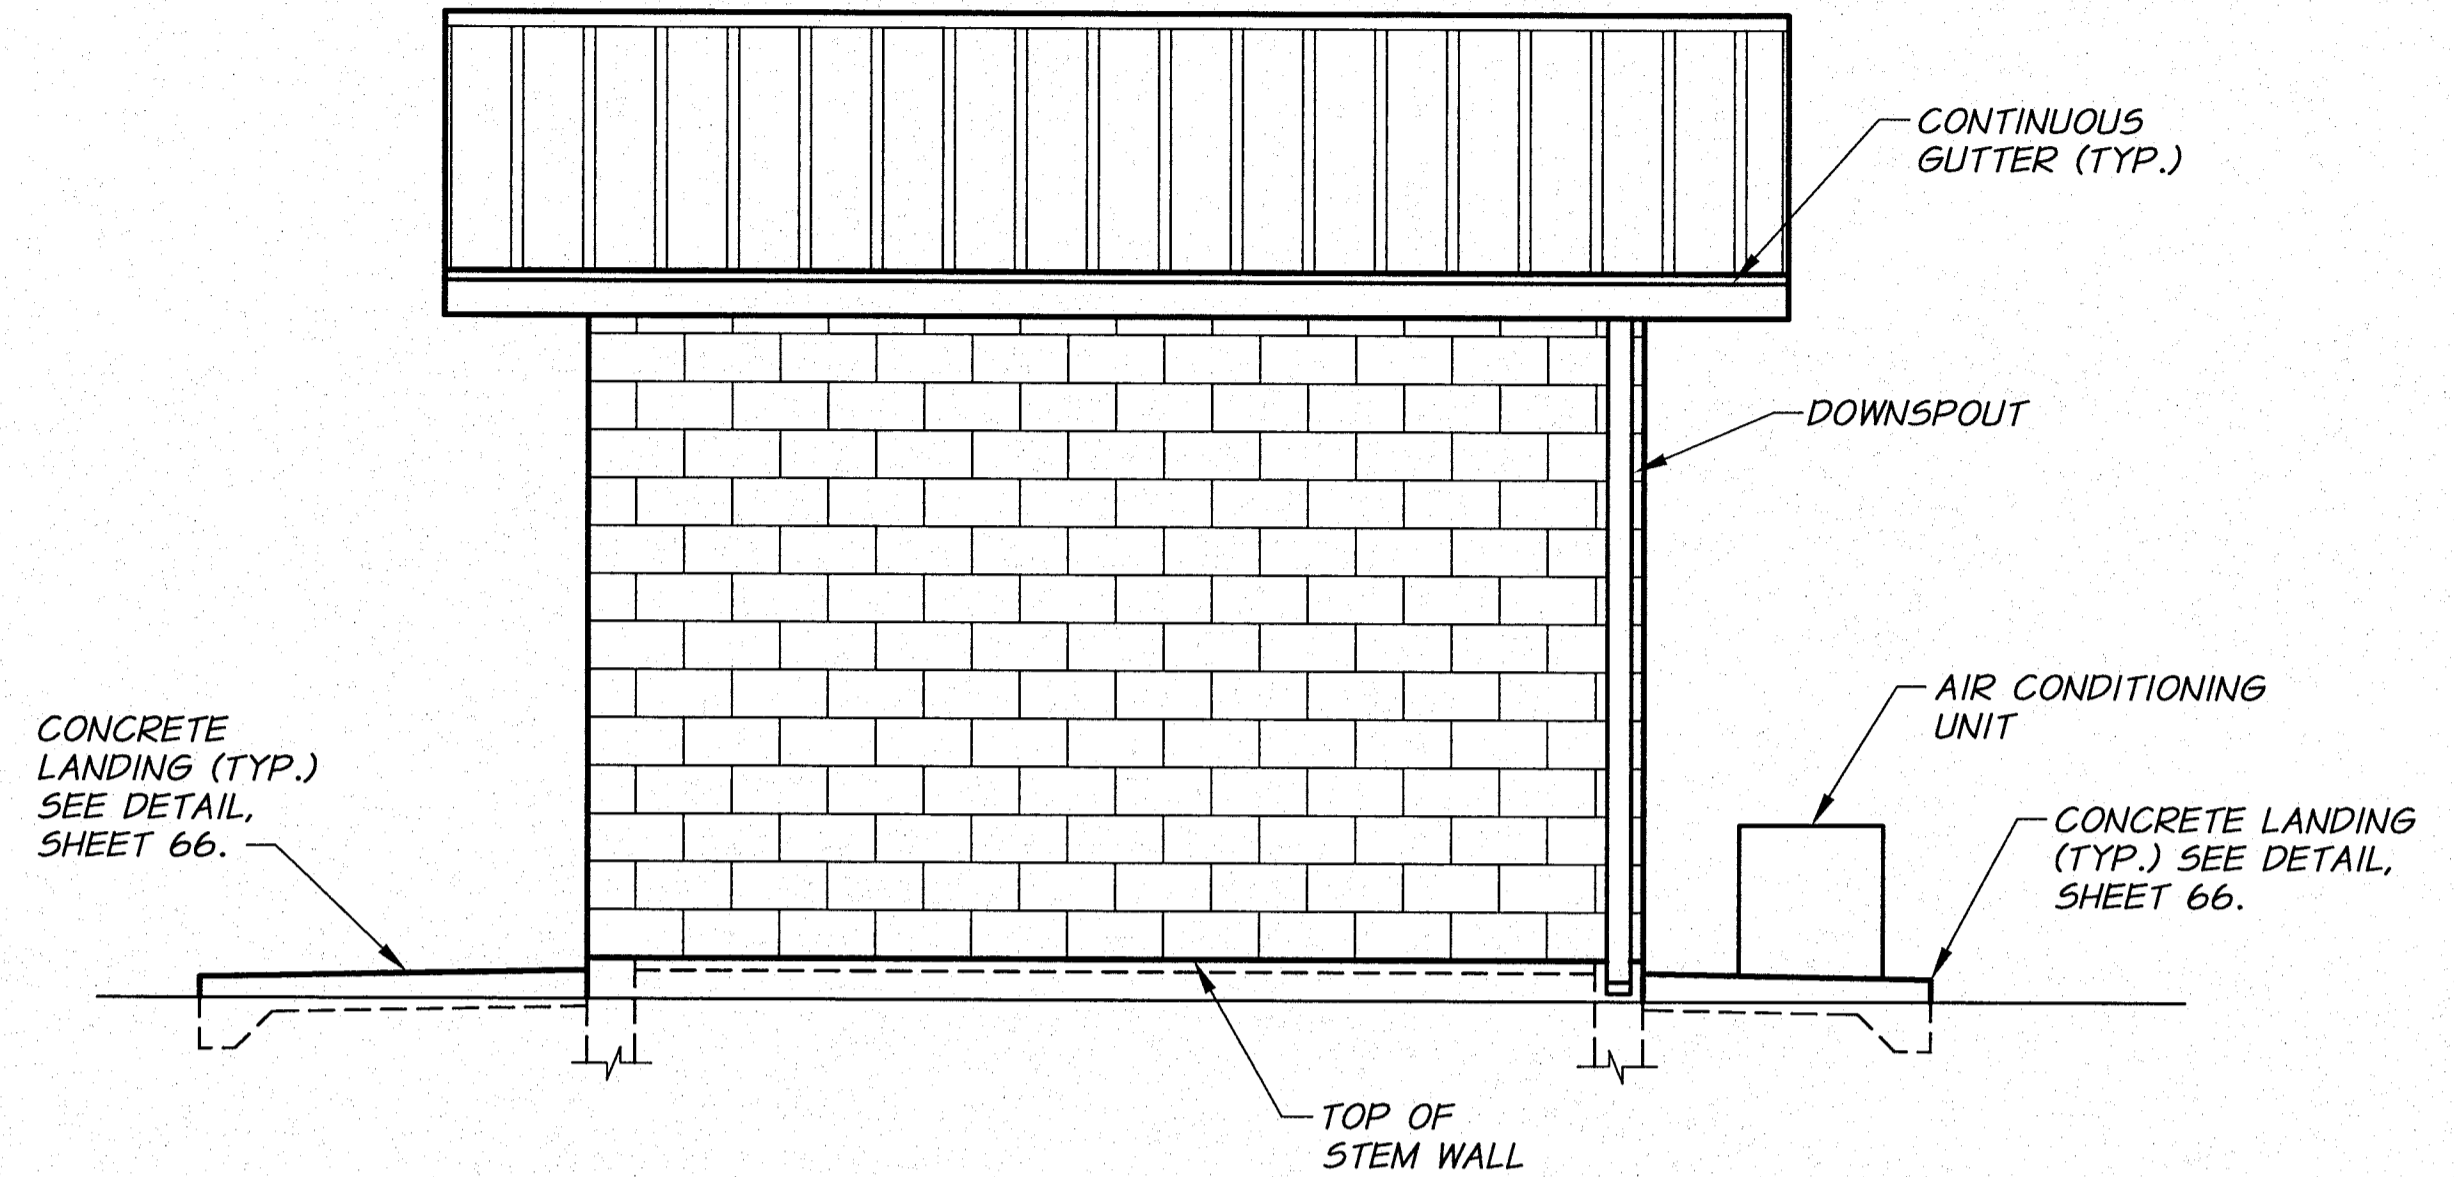 CONTINUOUS
GUTTER (TYP.)
DOWNSPOUT
AIR CONDITIONING
UNIT
CONCRETE
LANDING (TYP.)
SEE DETAIL,
SHEET 66.
CONCRETE LANDING
(TYP.) SEE DETAIL,
SHEET 66.
TOP OF
STEM WALL